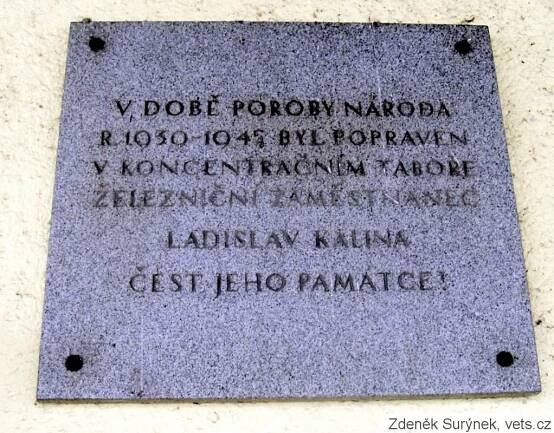 V DOBĚ POROBY NÁRODA
R. 1939-1945 BYL POPRAVEN
V KONCENTRAČNÍM TÁBOŘE
ŽELEZNIČNÍ ZAMĚSTNANEC
LADISLAV KALINA
ČEST JEHO PAMÁTCE!
Zdeněk Surýnek, vets.cz